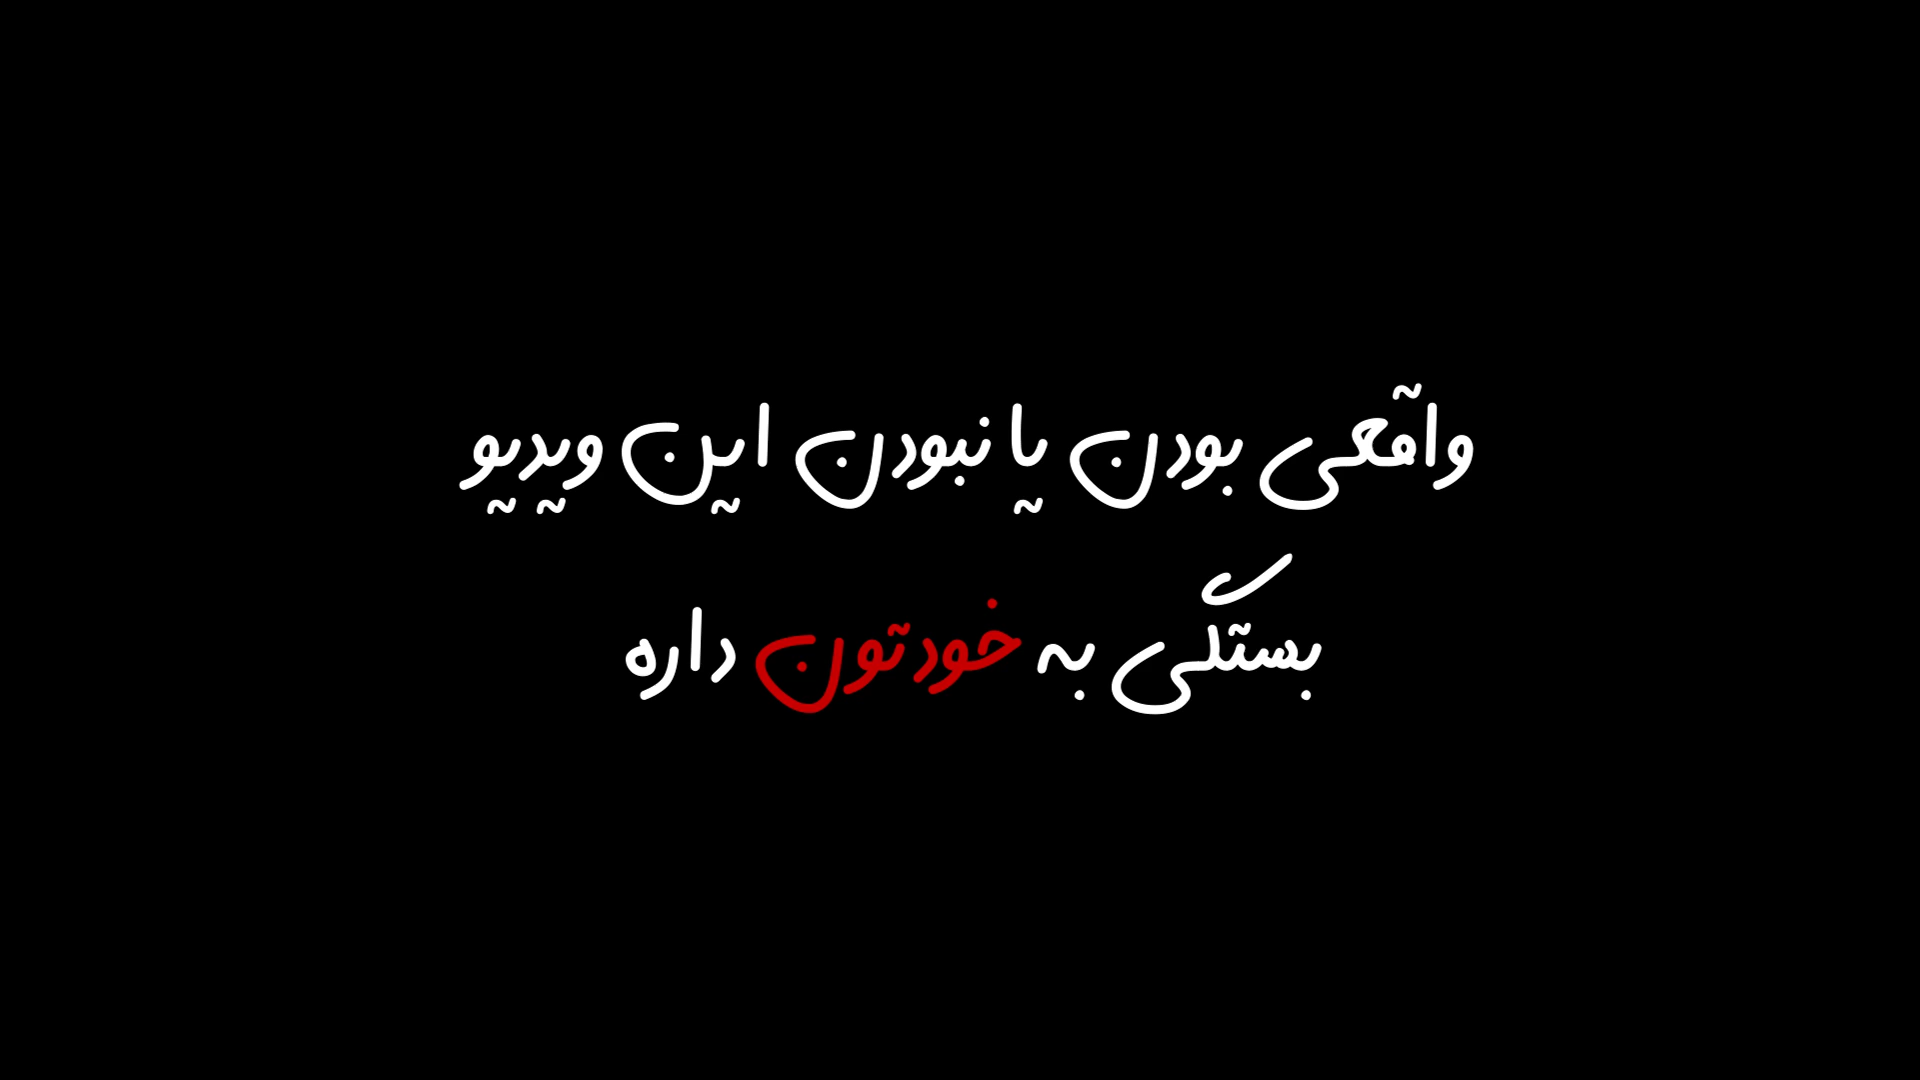 واقعی بودن یا نبودن این ویدیو
بستگی به خودتون داره